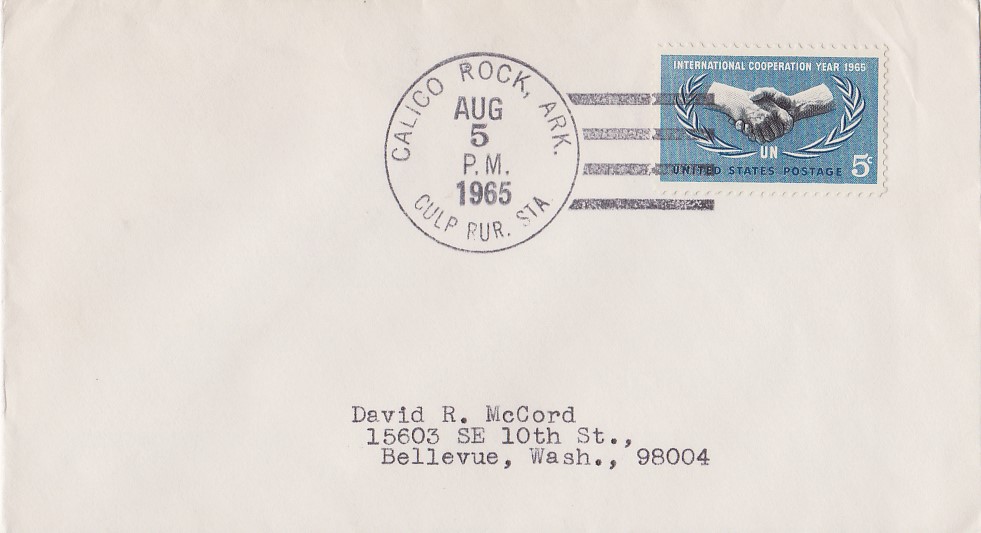 CALICO ROCK, ARK.
AUG
5
P.M.
1965
CULP RUR. STA
INTERNATIONAL COOPERATION YEAR 1965
UN
UNITED STATES POSTAGE 5c
David R. McCord
15603 SE 10th St.,
Bellevue, Wash., 98004